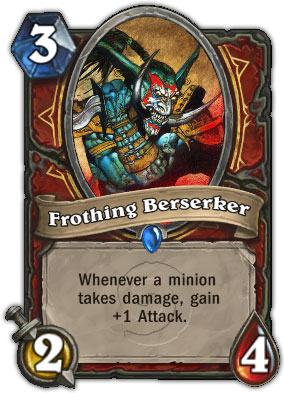 3
Frothing Berserker
Whenever a minion
takes damage, gain
+1 Attack.
2
4